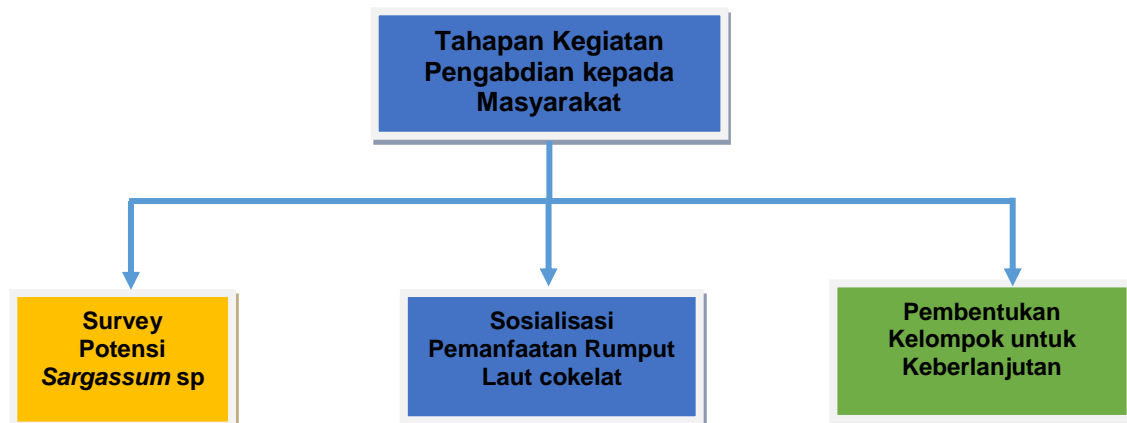 Tahapan Kegiatan
Pengabdian kepada
Masyarakat
Survey
Potensi
Sargassum sp
Sosialisasi
Pemanfaatan Rumput
Laut cokelat
Pembentukan
Kelompok untuk
Keberlanjutan